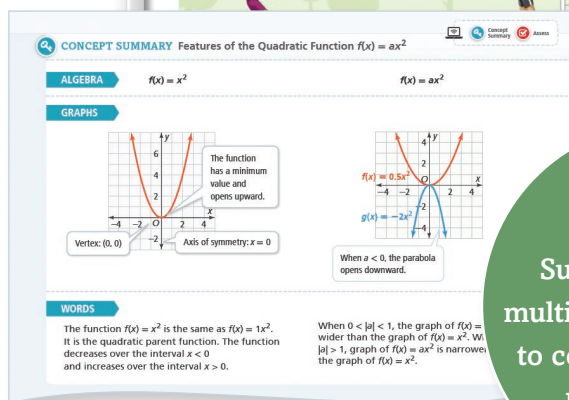 CONCEPT SUMMARY Features of the Quadratic Function f(x) = ax²
Concept Summary
Assess
ALGEBRA
f(x) = x²
f(x) = ax²
GRAPHS
y
6
4
2
x
-4 -2 O 2 4
-2
The function
has a minimum
value and
opens upward.
Vertex: (0, 0)
Axis of symmetry: x = 0
y
4
2
f(x) = 0.5x²
O
x
-4 -2 2 4
-2
g(x) = -2x²
-4
When a < 0, the parabola
opens downward.
WORDS
The function f(x) = x² is the same as f(x) = 1x².
It is the quadratic parent function. The function
decreases over the interval x < 0
and increases over the interval x > 0.
When 0 < |a| < 1, the graph of f(x) =
wider than the graph of f(x) = x².
|a| > 1, graph of f(x) = ax² is narrower
the graph of f(x) = x².
Su
multi
to co